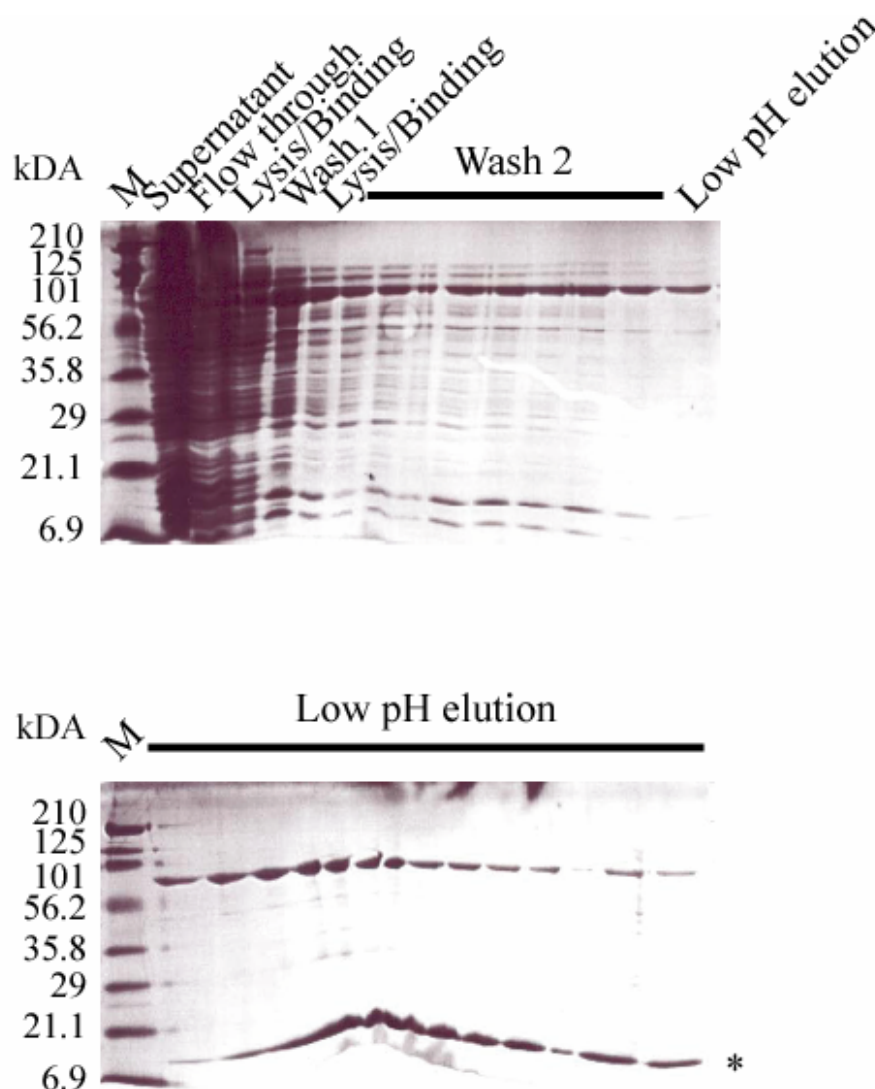 kDA
M
Supernatant
Flow through
Lysis/Binding
Wash 1
Lysis/Binding
Wash 2
Low pH elution
210
125
101
56.2
35.8
29
21.1
6.9
kDA
M
Low pH elution
210
125
101
56.2
35.8
29
21.1
6.9
*